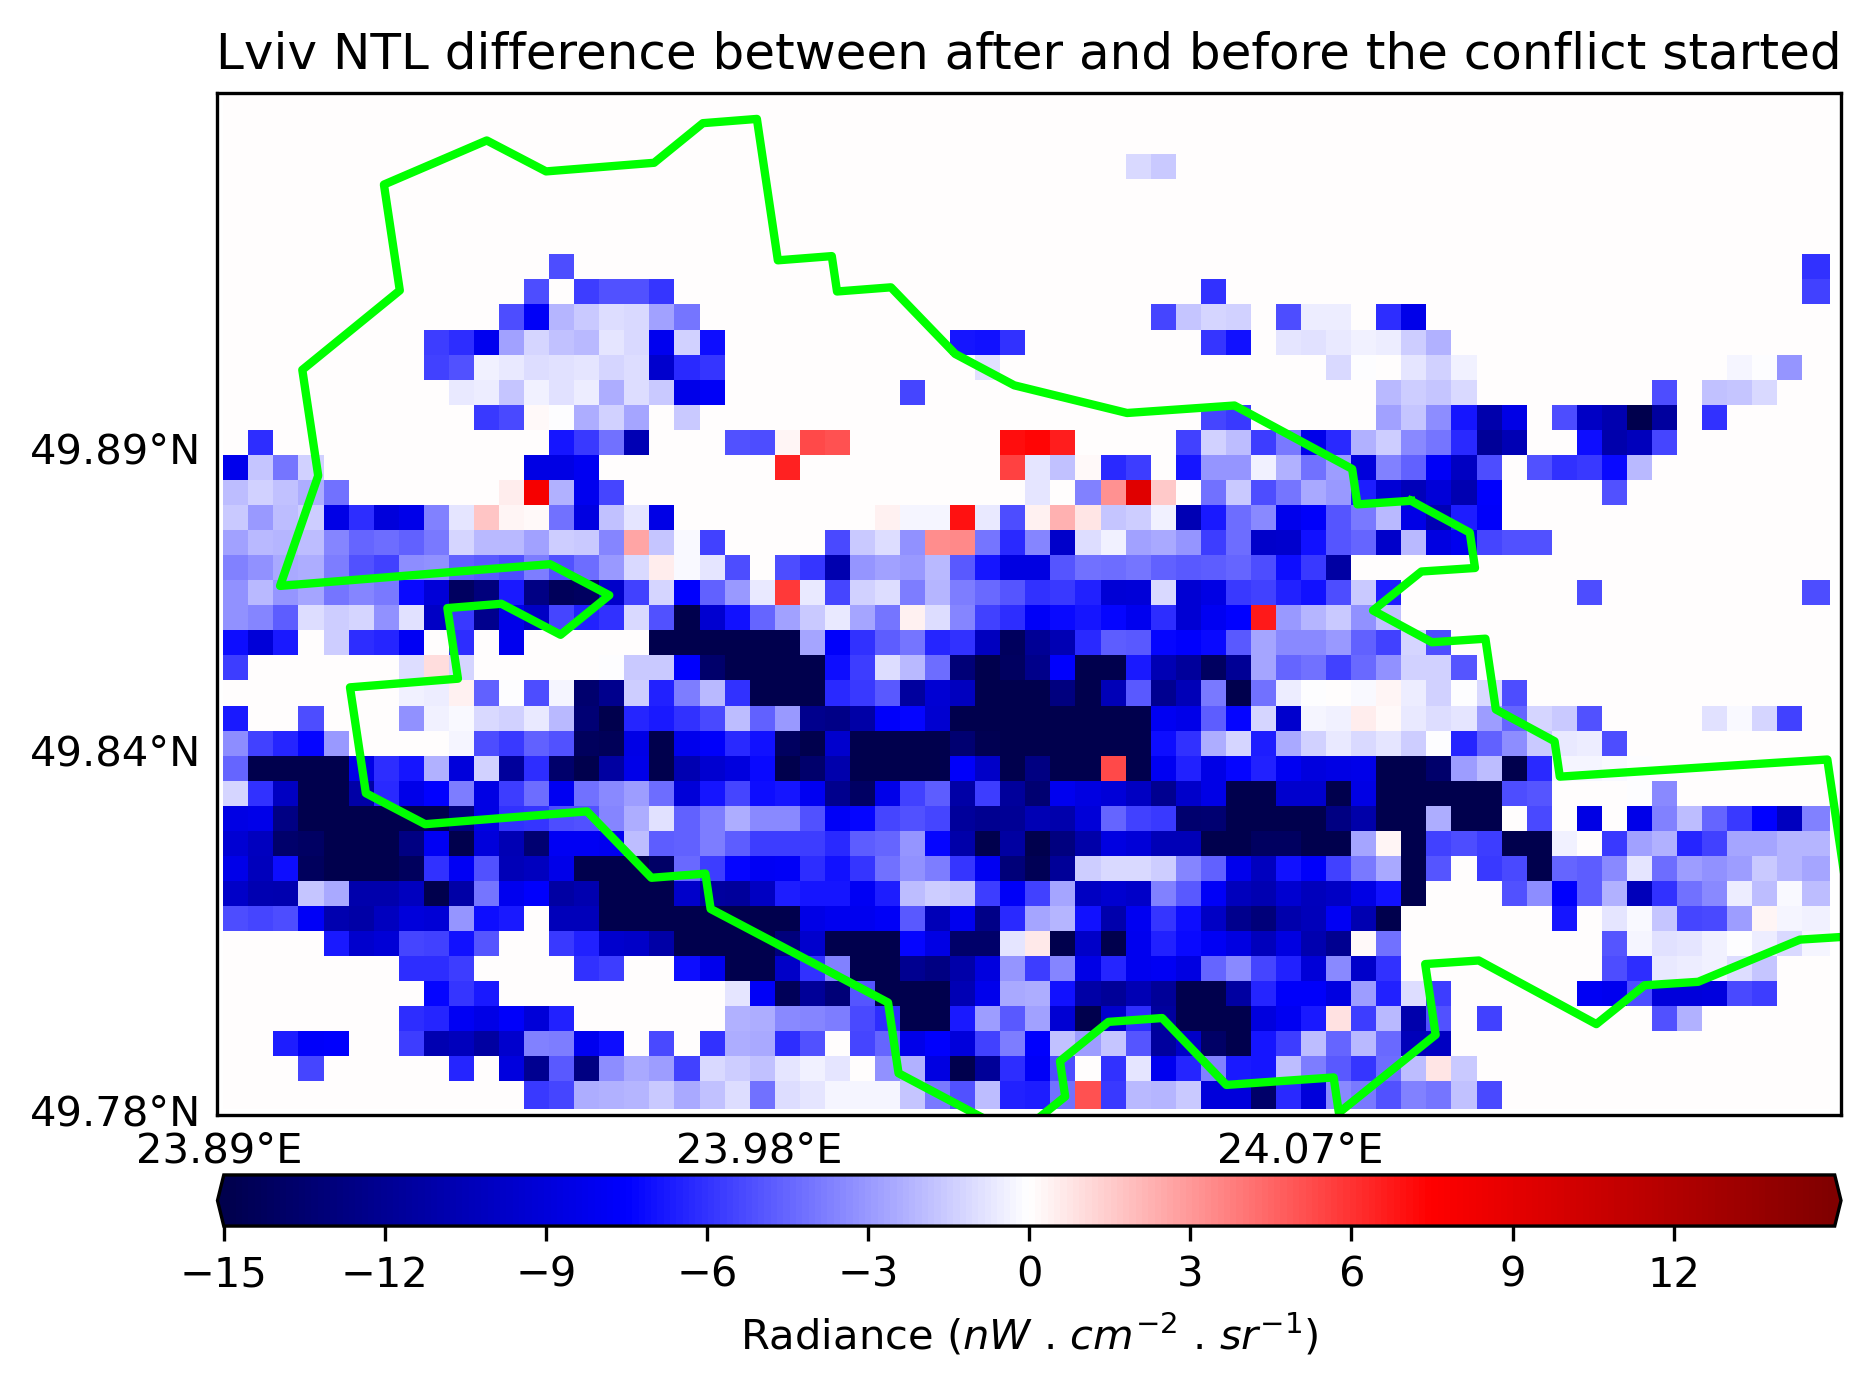 Lviv NTL difference between after and before the conflict started
49.89°N
49.84°N
49.78°N
23.89°E 23.98°E 24.07°E
−15 −12 −9 −6 −3 0 3 6 9 12
Radiance (nW . cm⁻² . sr⁻¹)